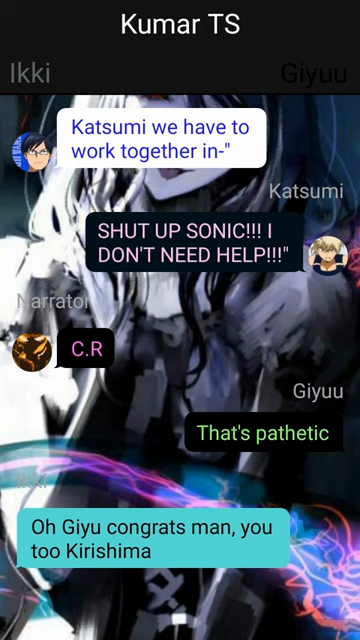 Kumar TS
Ikki
Giyuu
Katsumi we have to
work together in-"
Katsumi
SHUT UP SONIC!!! I
DON'T NEED HELP!!!"
Narrator
C.R
Giyuu
That's pathetic
Oh Giyu congrats man, you
too Kirishima